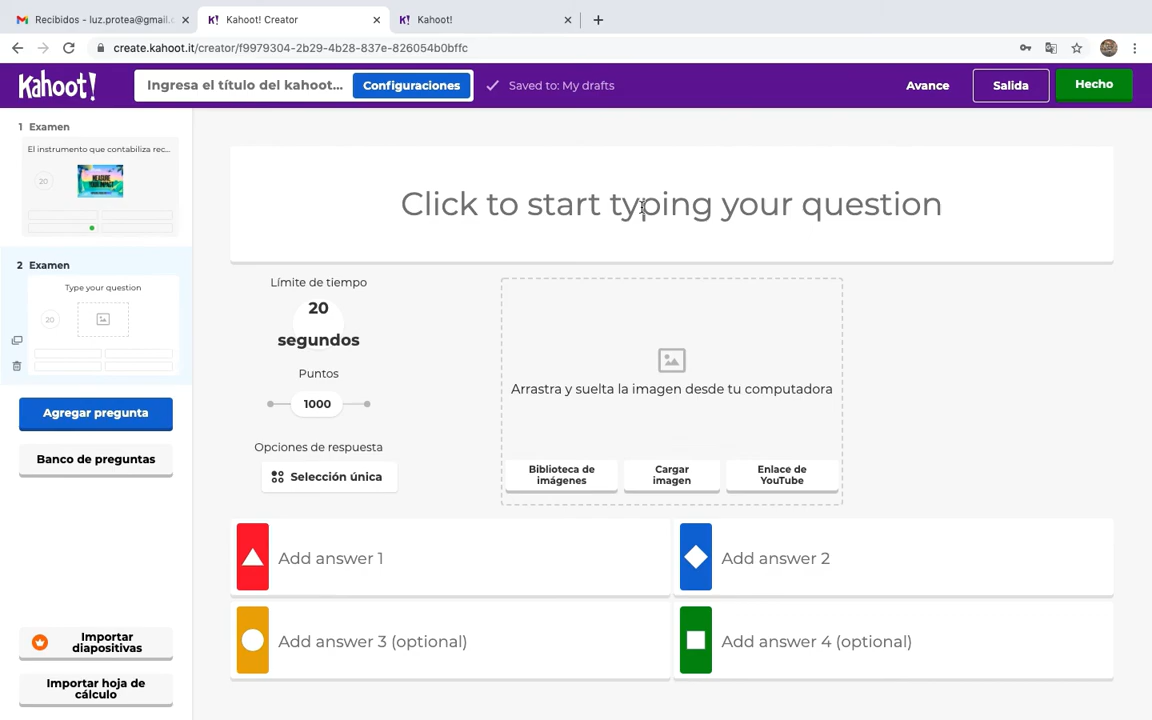 Recibidos - luz.protea@gmail.c
Kahoot! Creator
Kahoot!
create.kahoot.it/creator/f9979304-2b29-4b28-837e-826054b0bffc
Kahoot!
Ingresa el título del kahoot...
Configuraciones
Saved to: My drafts
Avance
Salida
Hecho
1 Examen
El instrumento que contabiliza rec...
20
MEASURE
YOUR IMPACT
2 Examen
Type your question
20
Agregar pregunta
Banco de preguntas
Importar
diapositivas
Importar hoja de
cálculo
Click to start typing your question
Límite de tiempo
20
segundos
Puntos
1000
Opciones de respuesta
Selección única
Arrastra y suelta la imagen desde tu computadora
Biblioteca de
imágenes
Cargar
imagen
Enlace de
YouTube
Add answer 1
Add answer 2
Add answer 3 (optional)
Add answer 4 (optional)